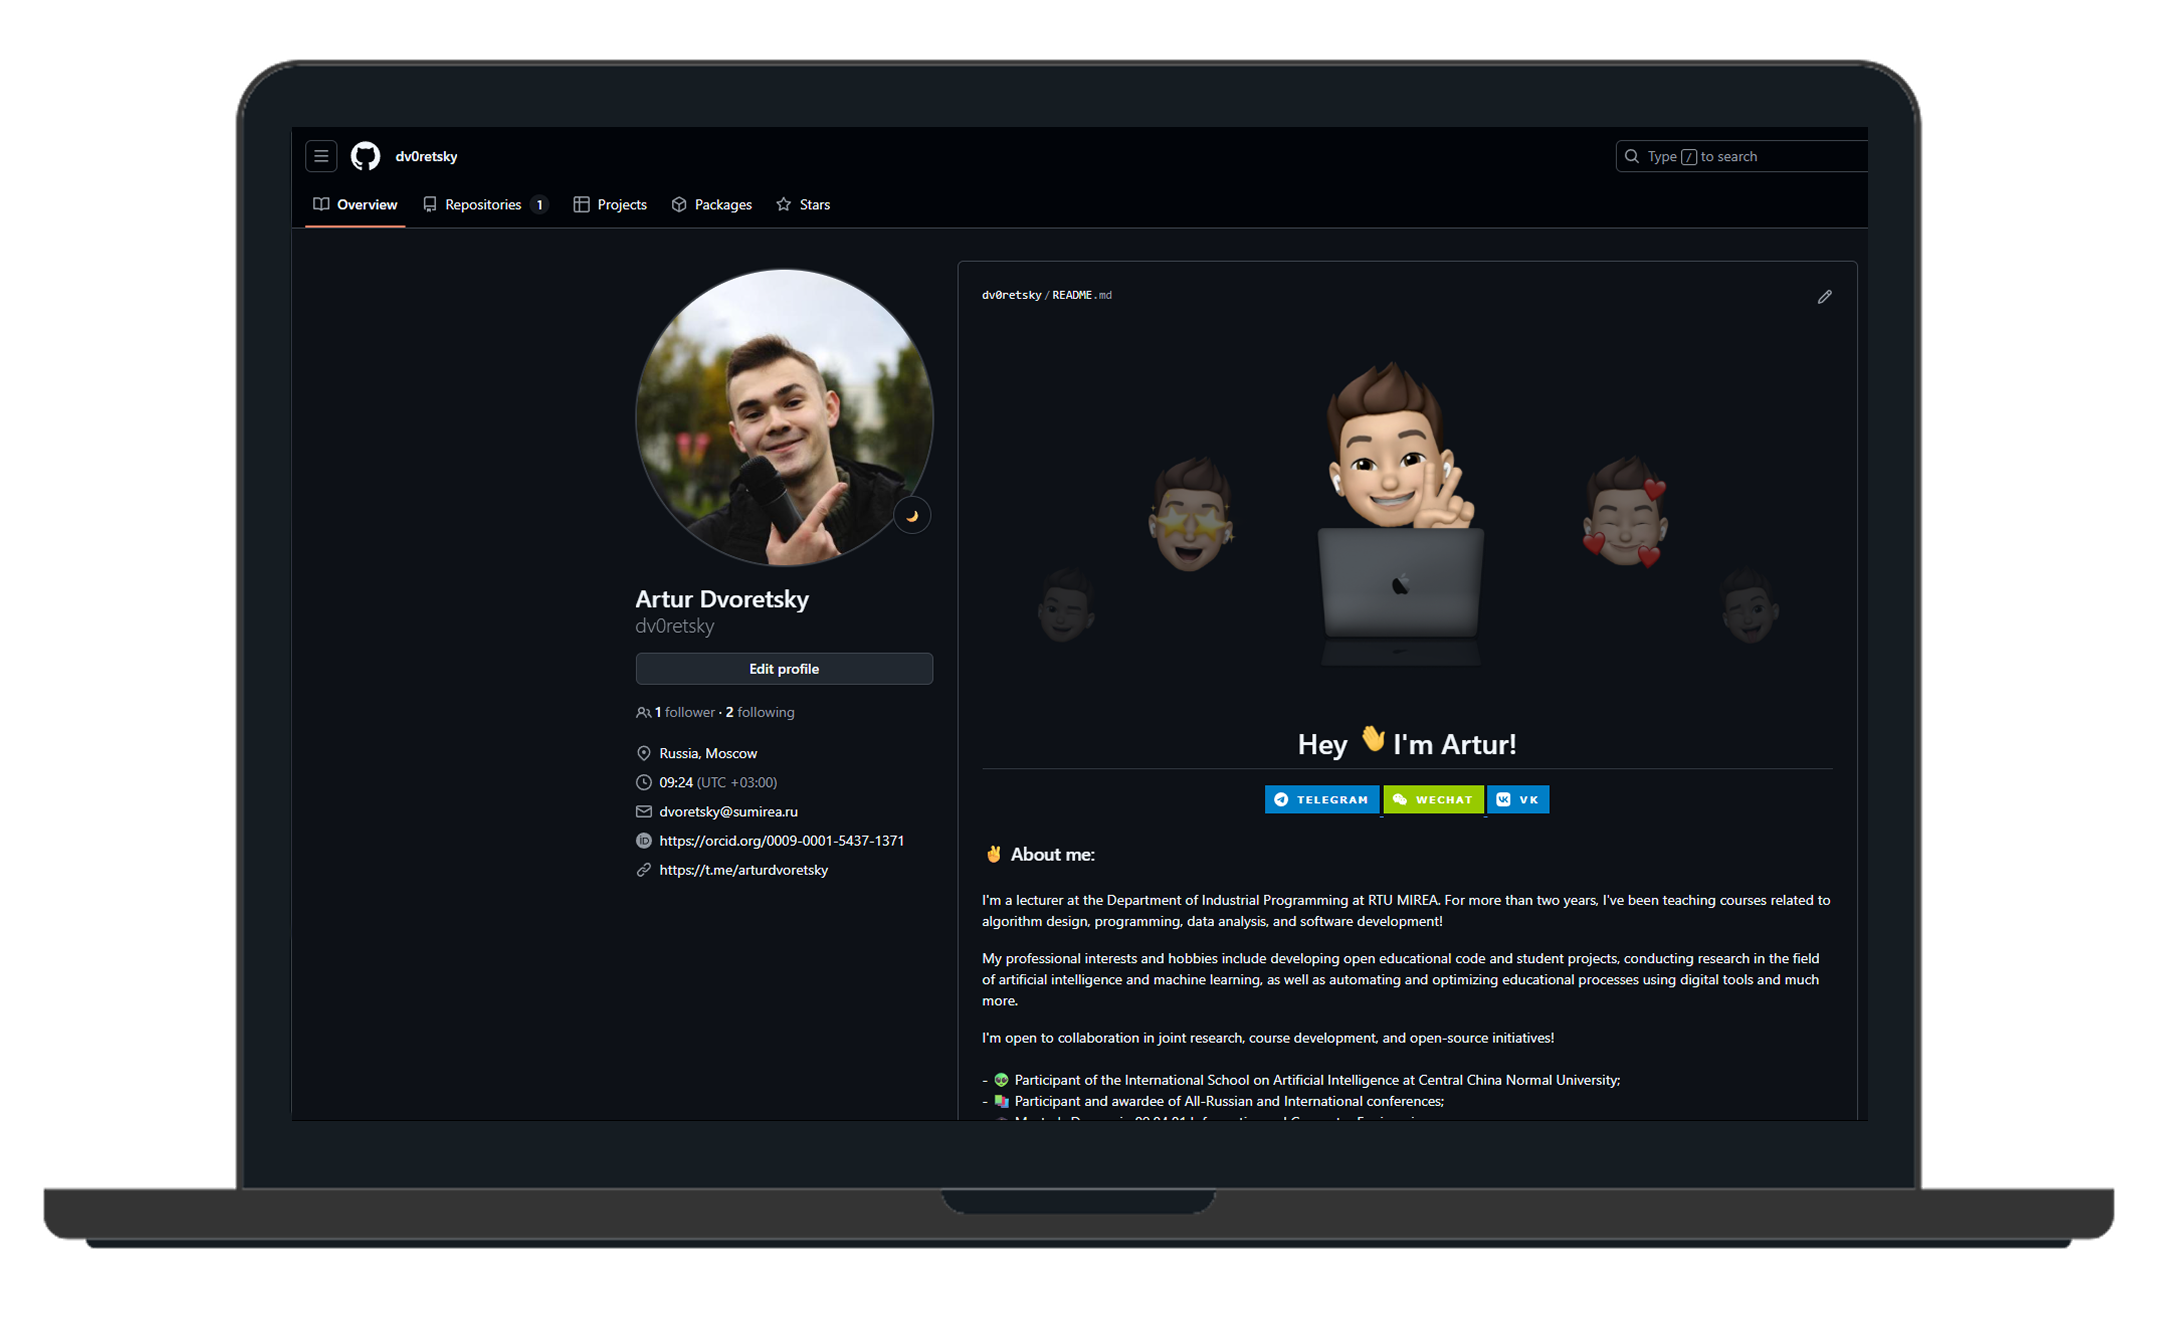 dv0retsky
Type / to search
Overview
Repositories 1
Projects
Packages
Stars
dv0retsky/README.md
Artur Dvoretsky
dv0retsky
Edit profile
1 follower · 2 following
Russia, Moscow
09:24 (UTC +03:00)
dvoretsky@sumirea.ru
iD https://orcid.org/0009-0001-5437-1371
https://t.me/arturdvoretsky
Hey 👋 I'm Artur!
TELEGRAM
WECHAT
VK
✌ About me:
I'm a lecturer at the Department of Industrial Programming at RTU MIREA. For more than two years, I've been teaching courses related to
algorithm design, programming, data analysis, and software development!
My professional interests and hobbies include developing open educational code and student projects, conducting research in the field
of artificial intelligence and machine learning, as well as automating and optimizing educational processes using digital tools and much
more.
I'm open to collaboration in joint research, course development, and open-source initiatives!
- 👽 Participant of the International School on Artificial Intelligence at Central China Normal University;
- 📚 Participant and awardee of All-Russian and International conferences;